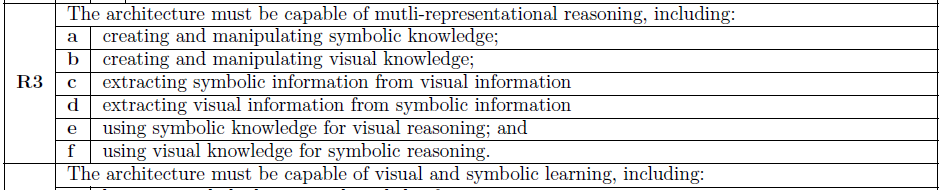 The architecture must be capable of mutli-representational reasoning, including:
a creating and manipulating symbolic knowledge;
b creating and manipulating visual knowledge;
R3 c extracting symbolic information from visual information
d extracting visual information from symbolic information
e using symbolic knowledge for visual reasoning; and
f using visual knowledge for symbolic reasoning.
The architecture must be capable of visual and symbolic learning, including: